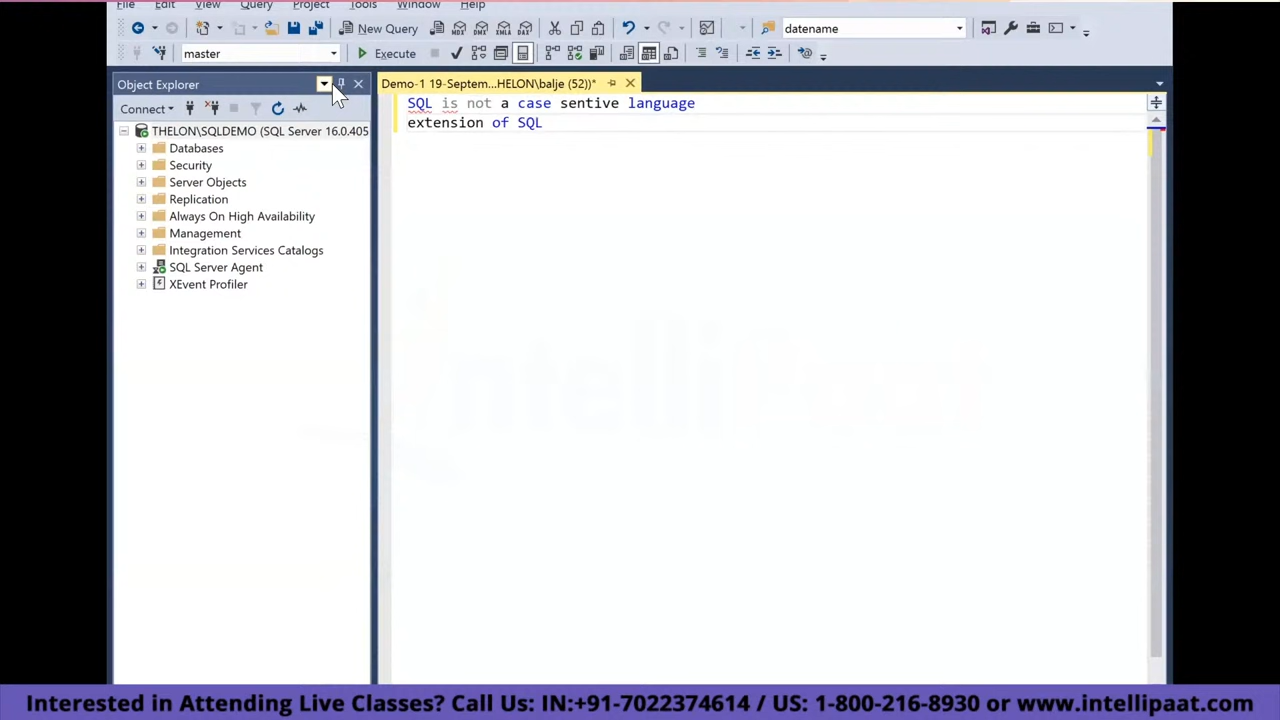 File Edit View Query Project Tools Window Help
New Query
MDX DMX XMLA DAX
datename
master
Execute
Object Explorer
Demo-1 19-Septem...HELON\balje (52))*
Connect
SQL is not a case sentive language
extension of SQL
THELON\SQLDEMO (SQL Server 16.0.405
Databases
Security
Server Objects
Replication
Always On High Availability
Management
Integration Services Catalogs
SQL Server Agent
XEvent Profiler
Interested in Attending Live Classes? Call Us: IN:+91-7022374614 / US: 1-800-216-8930 or www.intellipaat.com